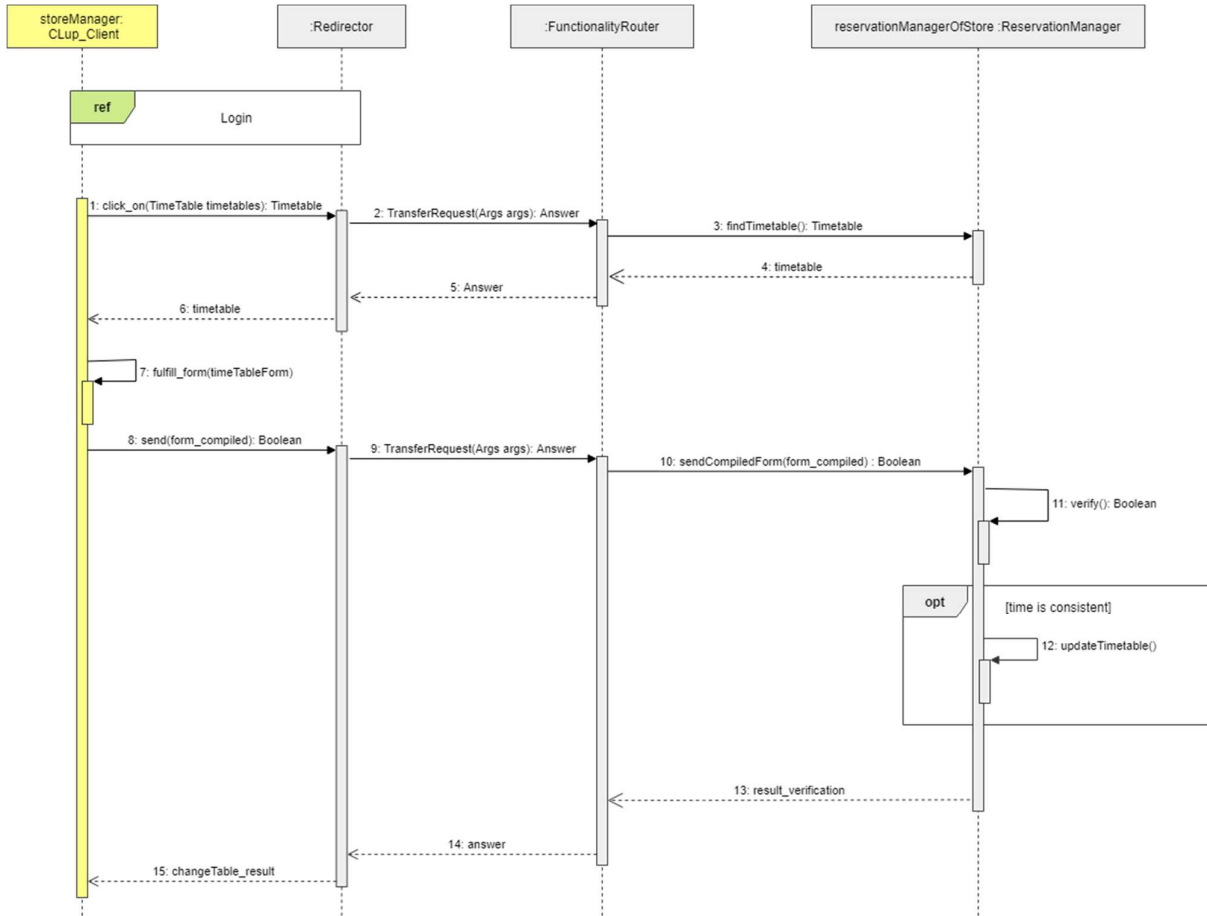 storeManager:
CLup_Client
:Redirector
:FunctionalityRouter
reservationManagerOfStore :ReservationManager
ref
Login
1: click_on(TimeTable timetables): Timetable
2: TransferRequest(Args args): Answer
3: findTimetable(): Timetable
4: timetable
5: Answer
6: timetable
7: fulfill_form(timeTableForm)
8: send(form_compiled): Boolean
9: TransferRequest(Args args): Answer
10: sendCompiledForm(form_compiled) : Boolean
11: verify(): Boolean
opt
[time is consistent]
12: updateTimetable()
13: result_verification
14: answer
15: changeTable_result